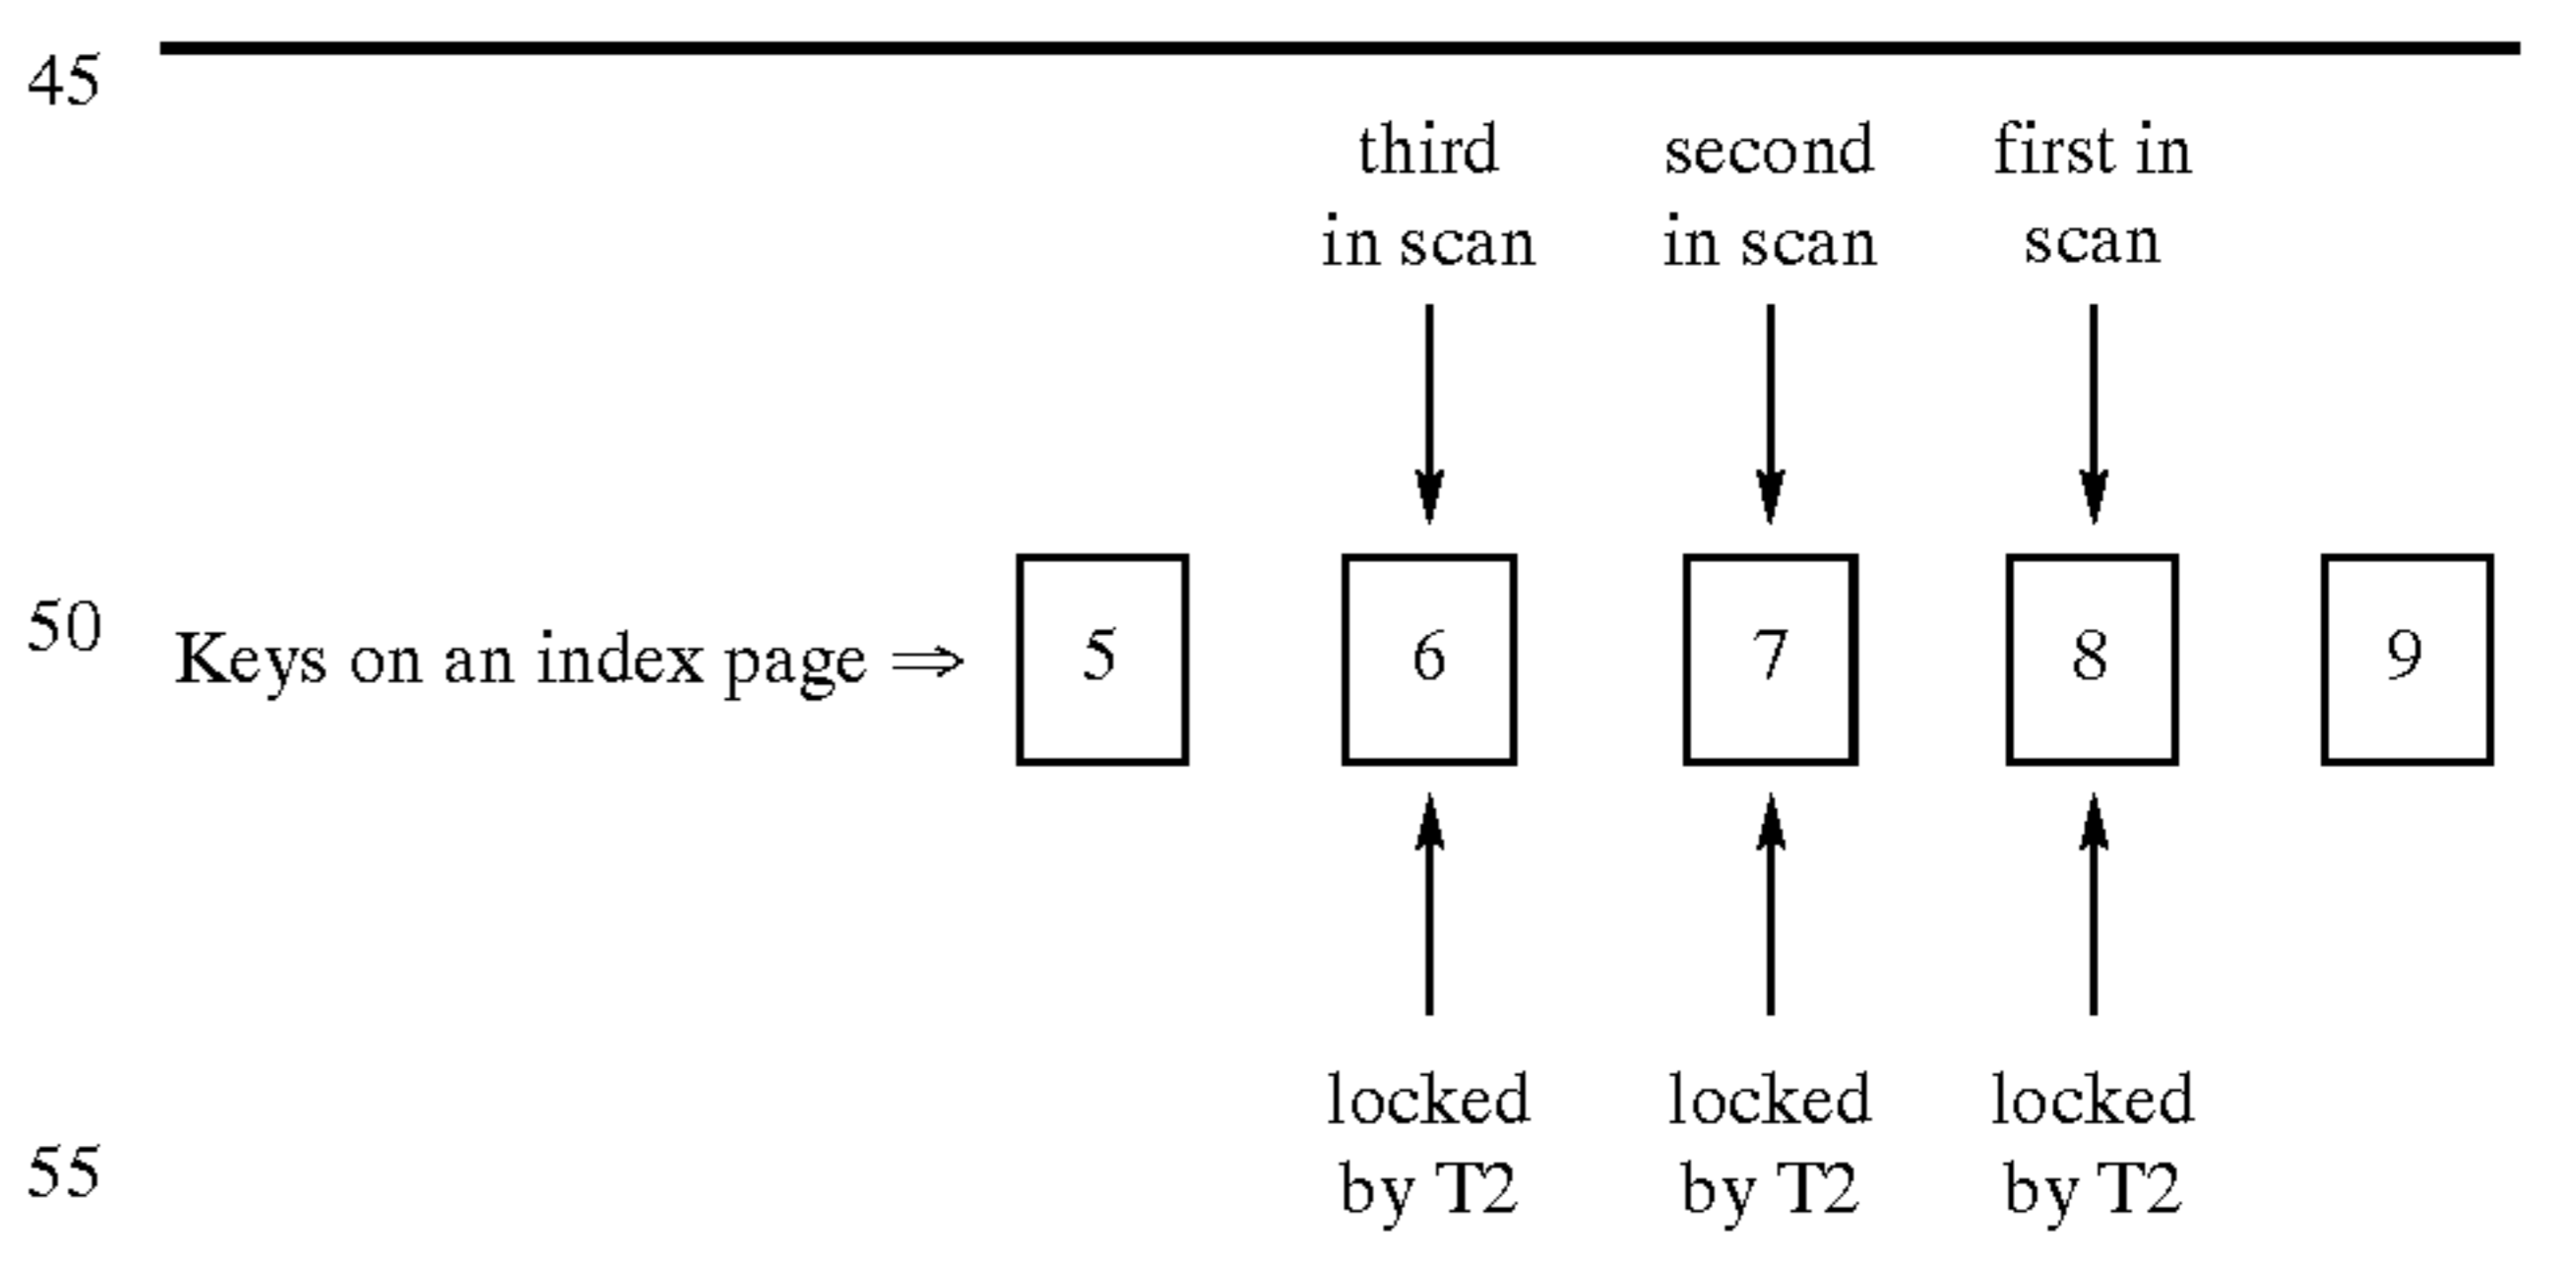 45
third second first in
in scan in scan scan
50 Keys on an index page ⇒ 5 6 7 8 9
locked locked locked
55 by T2 by T2 by T2